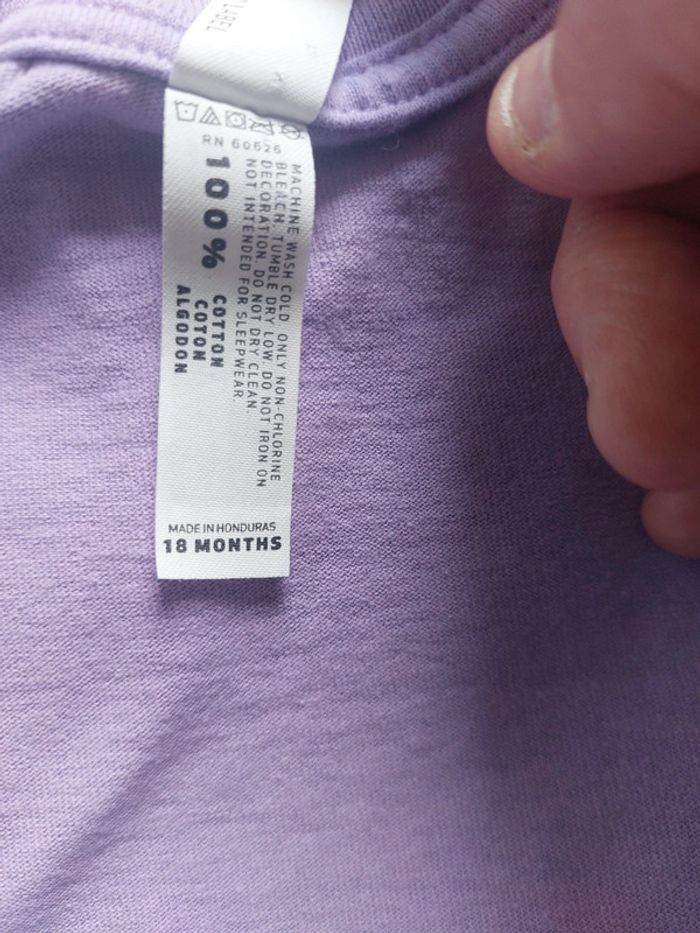 LABEL
RN 60626
100%
COTTON
COTON
ALGODON
MACHINE WASH COLD, ONLY NON-CHLORINE
BLEACH, TUMBLE DRY LOW, DO NOT IRON ON
DECORATION, DO NOT DRY CLEAN.
NOT INTENDED FOR SLEEPWEAR.
MADE IN HONDURAS
18 MONTHS